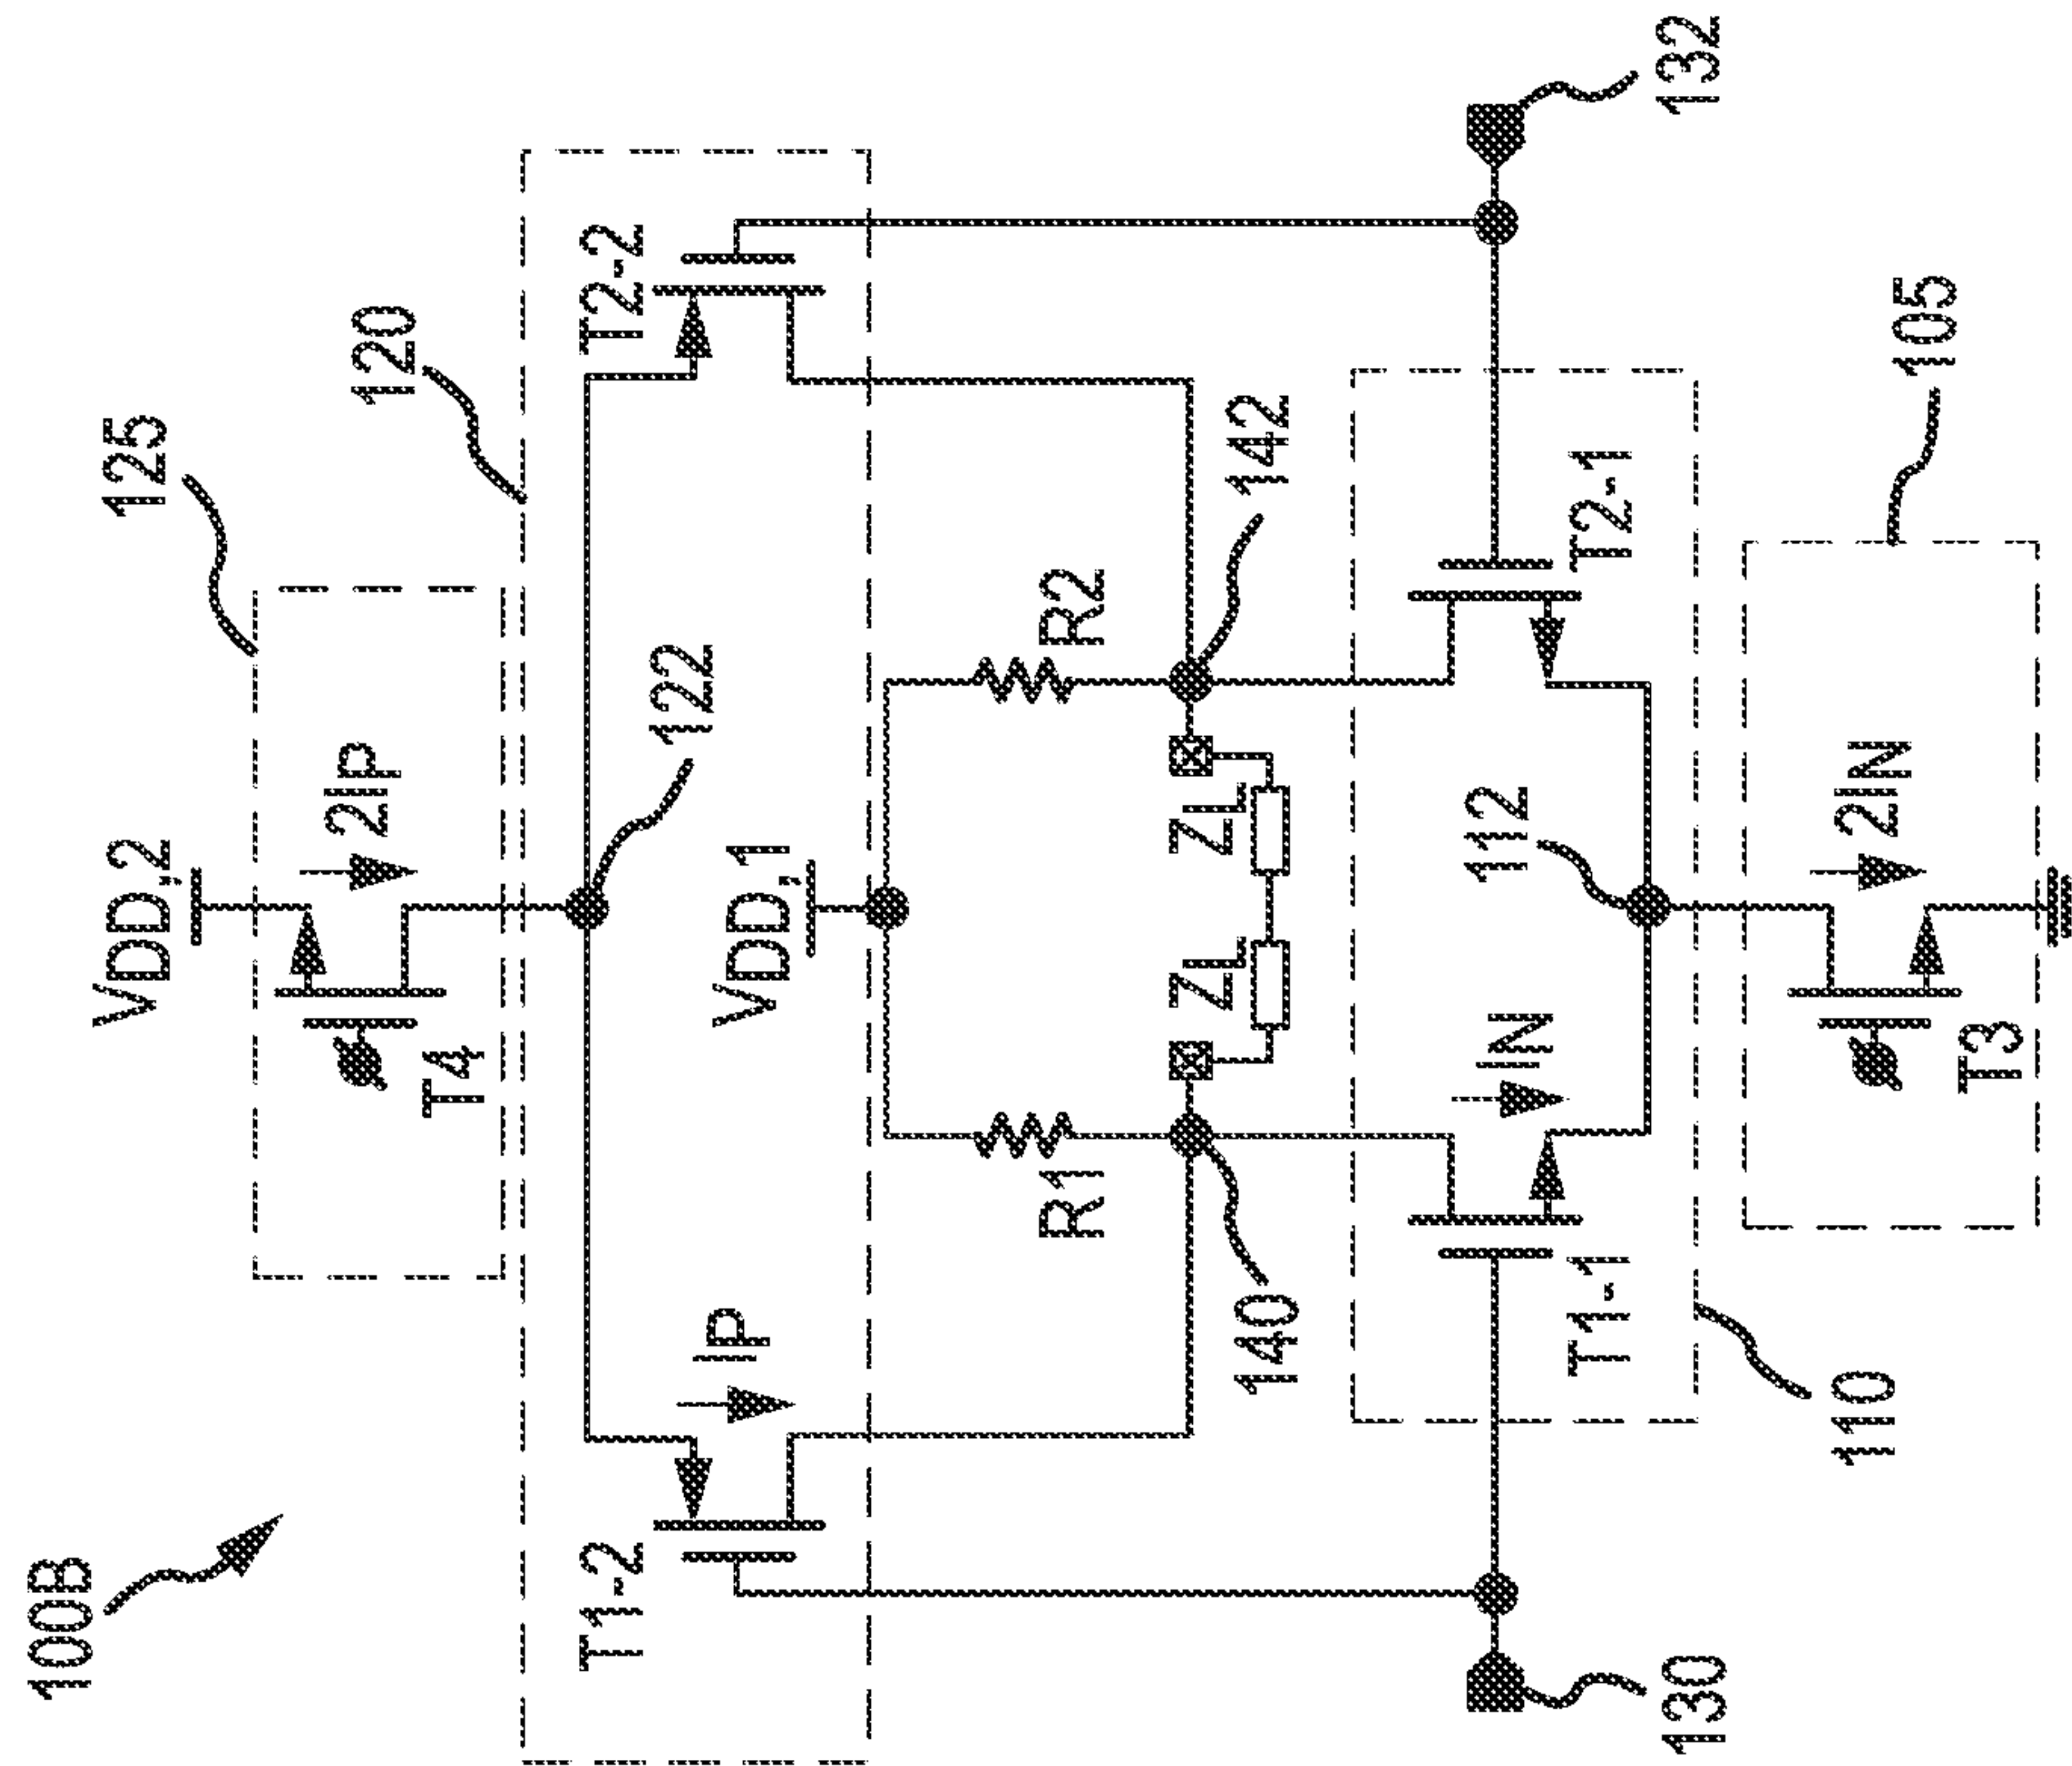 100B
125
120
VDD,2
2IP
T4
122
T1-2
IP
T2-2
VDD,1
R1
R2
140
142
ZL
ZL
132
130
T1-1
IN
112
T2-1
110
2IN
T3
105